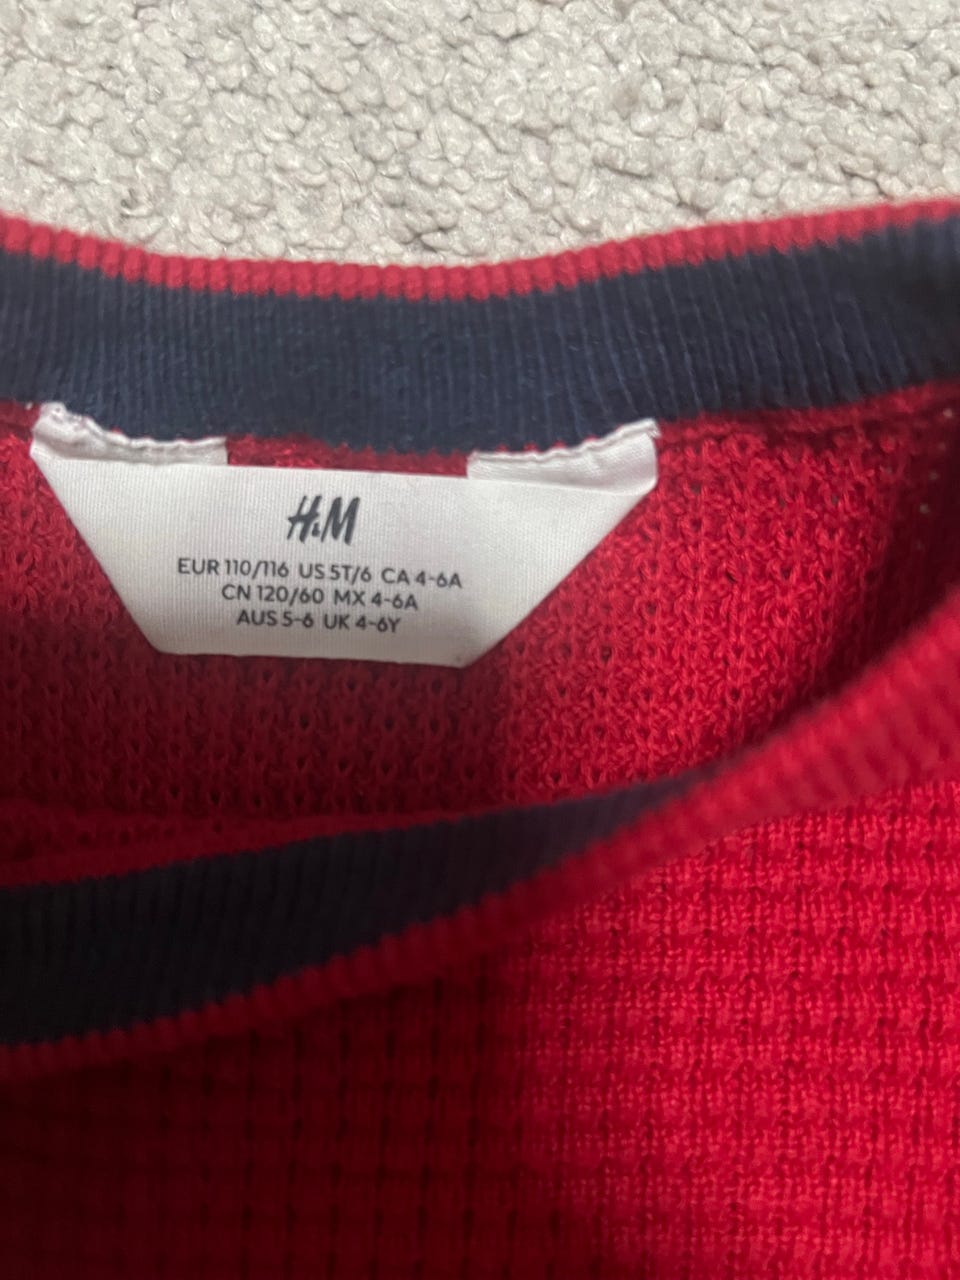 H&M
EUR 110/116 US 5T/6 CA 4-6A
CN 120/60 MX 4-6A
AUS 5-6 UK 4-6Y